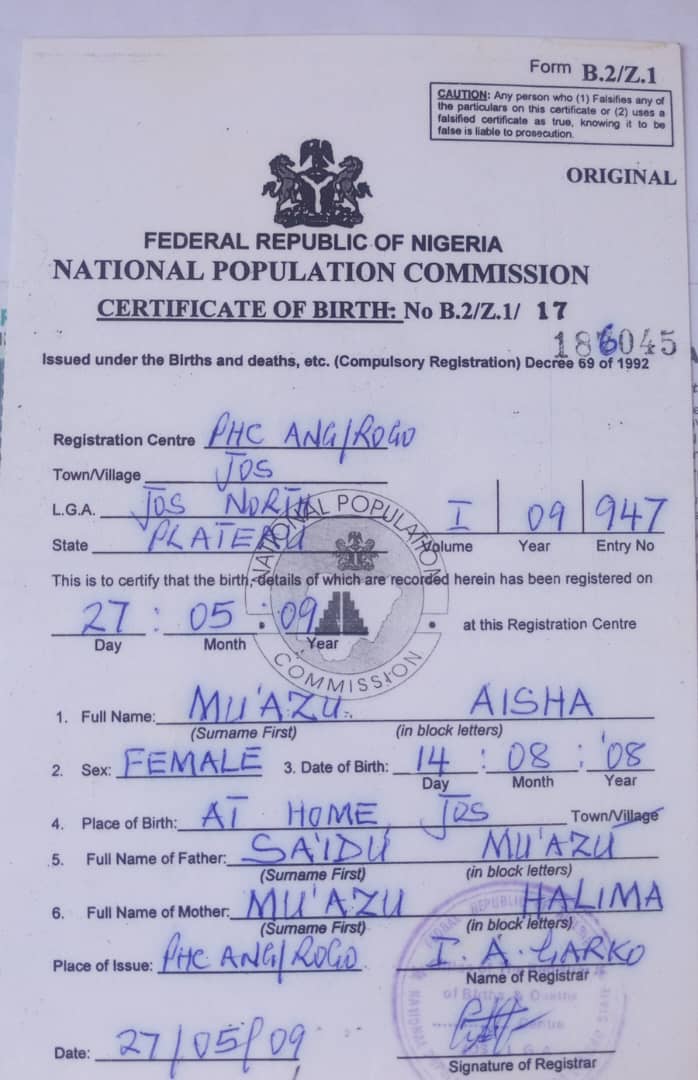 Form B.2/Z.1
CAUTION: Any person who (1) Falsifies any of
the particulars on this certificate or (2) uses a
falsified certificate as true, knowing it to be
false is liable to prosecution.
ORIGINAL
FEDERAL REPUBLIC OF NIGERIA
NATIONAL POPULATION COMMISSION
CERTIFICATE OF BIRTH: No B.2/Z.1/ 17
186045
Issued under the Births and deaths, etc. (Compulsory Registration) Decree 69 of 1992
Registration Centre PHC ANG/ROGO
Town/Village JOS
L.G.A. JOS NORTH
State PLATEAU
I 09 947
Volume Year Entry No
NATIONAL POPULATION COMMISSION
This is to certify that the birth, details of which are recorded herein has been registered on
27 : 05 : 09 at this Registration Centre
Day Month Year
1. Full Name: MU'AZU. AISHA
(Surname First) (in block letters)
2. Sex: FEMALE 3. Date of Birth: 14 : 08 : '08
Day Month Year
4. Place of Birth: AT HOME, JOS Town/Village
5. Full Name of Father: SA'IDU MU'AZU
(Surname First) (in block letters)
6. Full Name of Mother: MU'AZU HALIMA
(Surname First) (in block letters)
Place of Issue: PHC ANG/ROGO I. A. GARKO
Name of Registrar
of Births & Deaths
Date: 27/05/09
Signature of Registrar